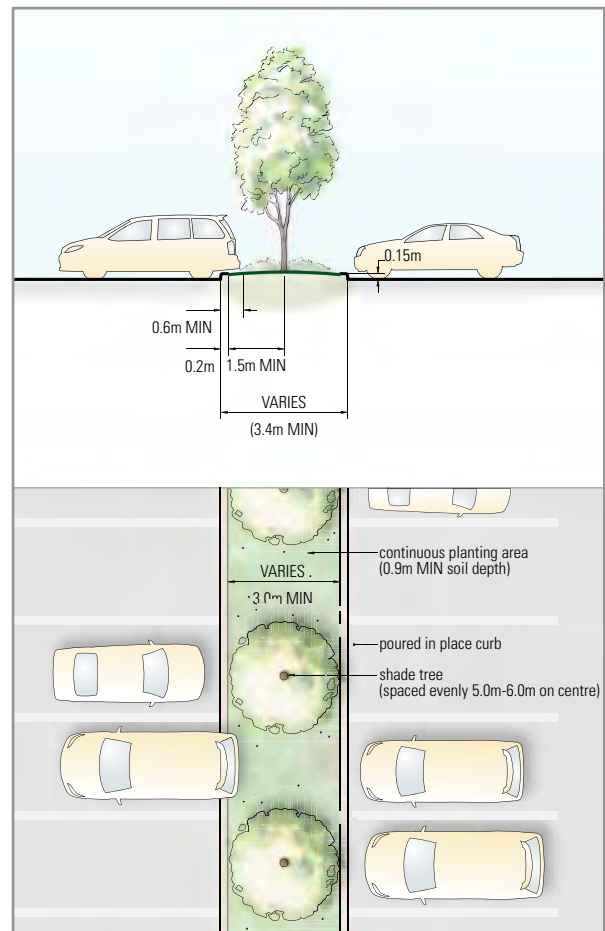 0.15m
0.6m MIN
0.2m
1.5m MIN
VARIES
(3.4m MIN)
continuous planting area
(0.9m MIN soil depth)
VARIES
3.0m MIN
poured in place curb
shade tree
(spaced evenly 5.0m-6.0m on centre)